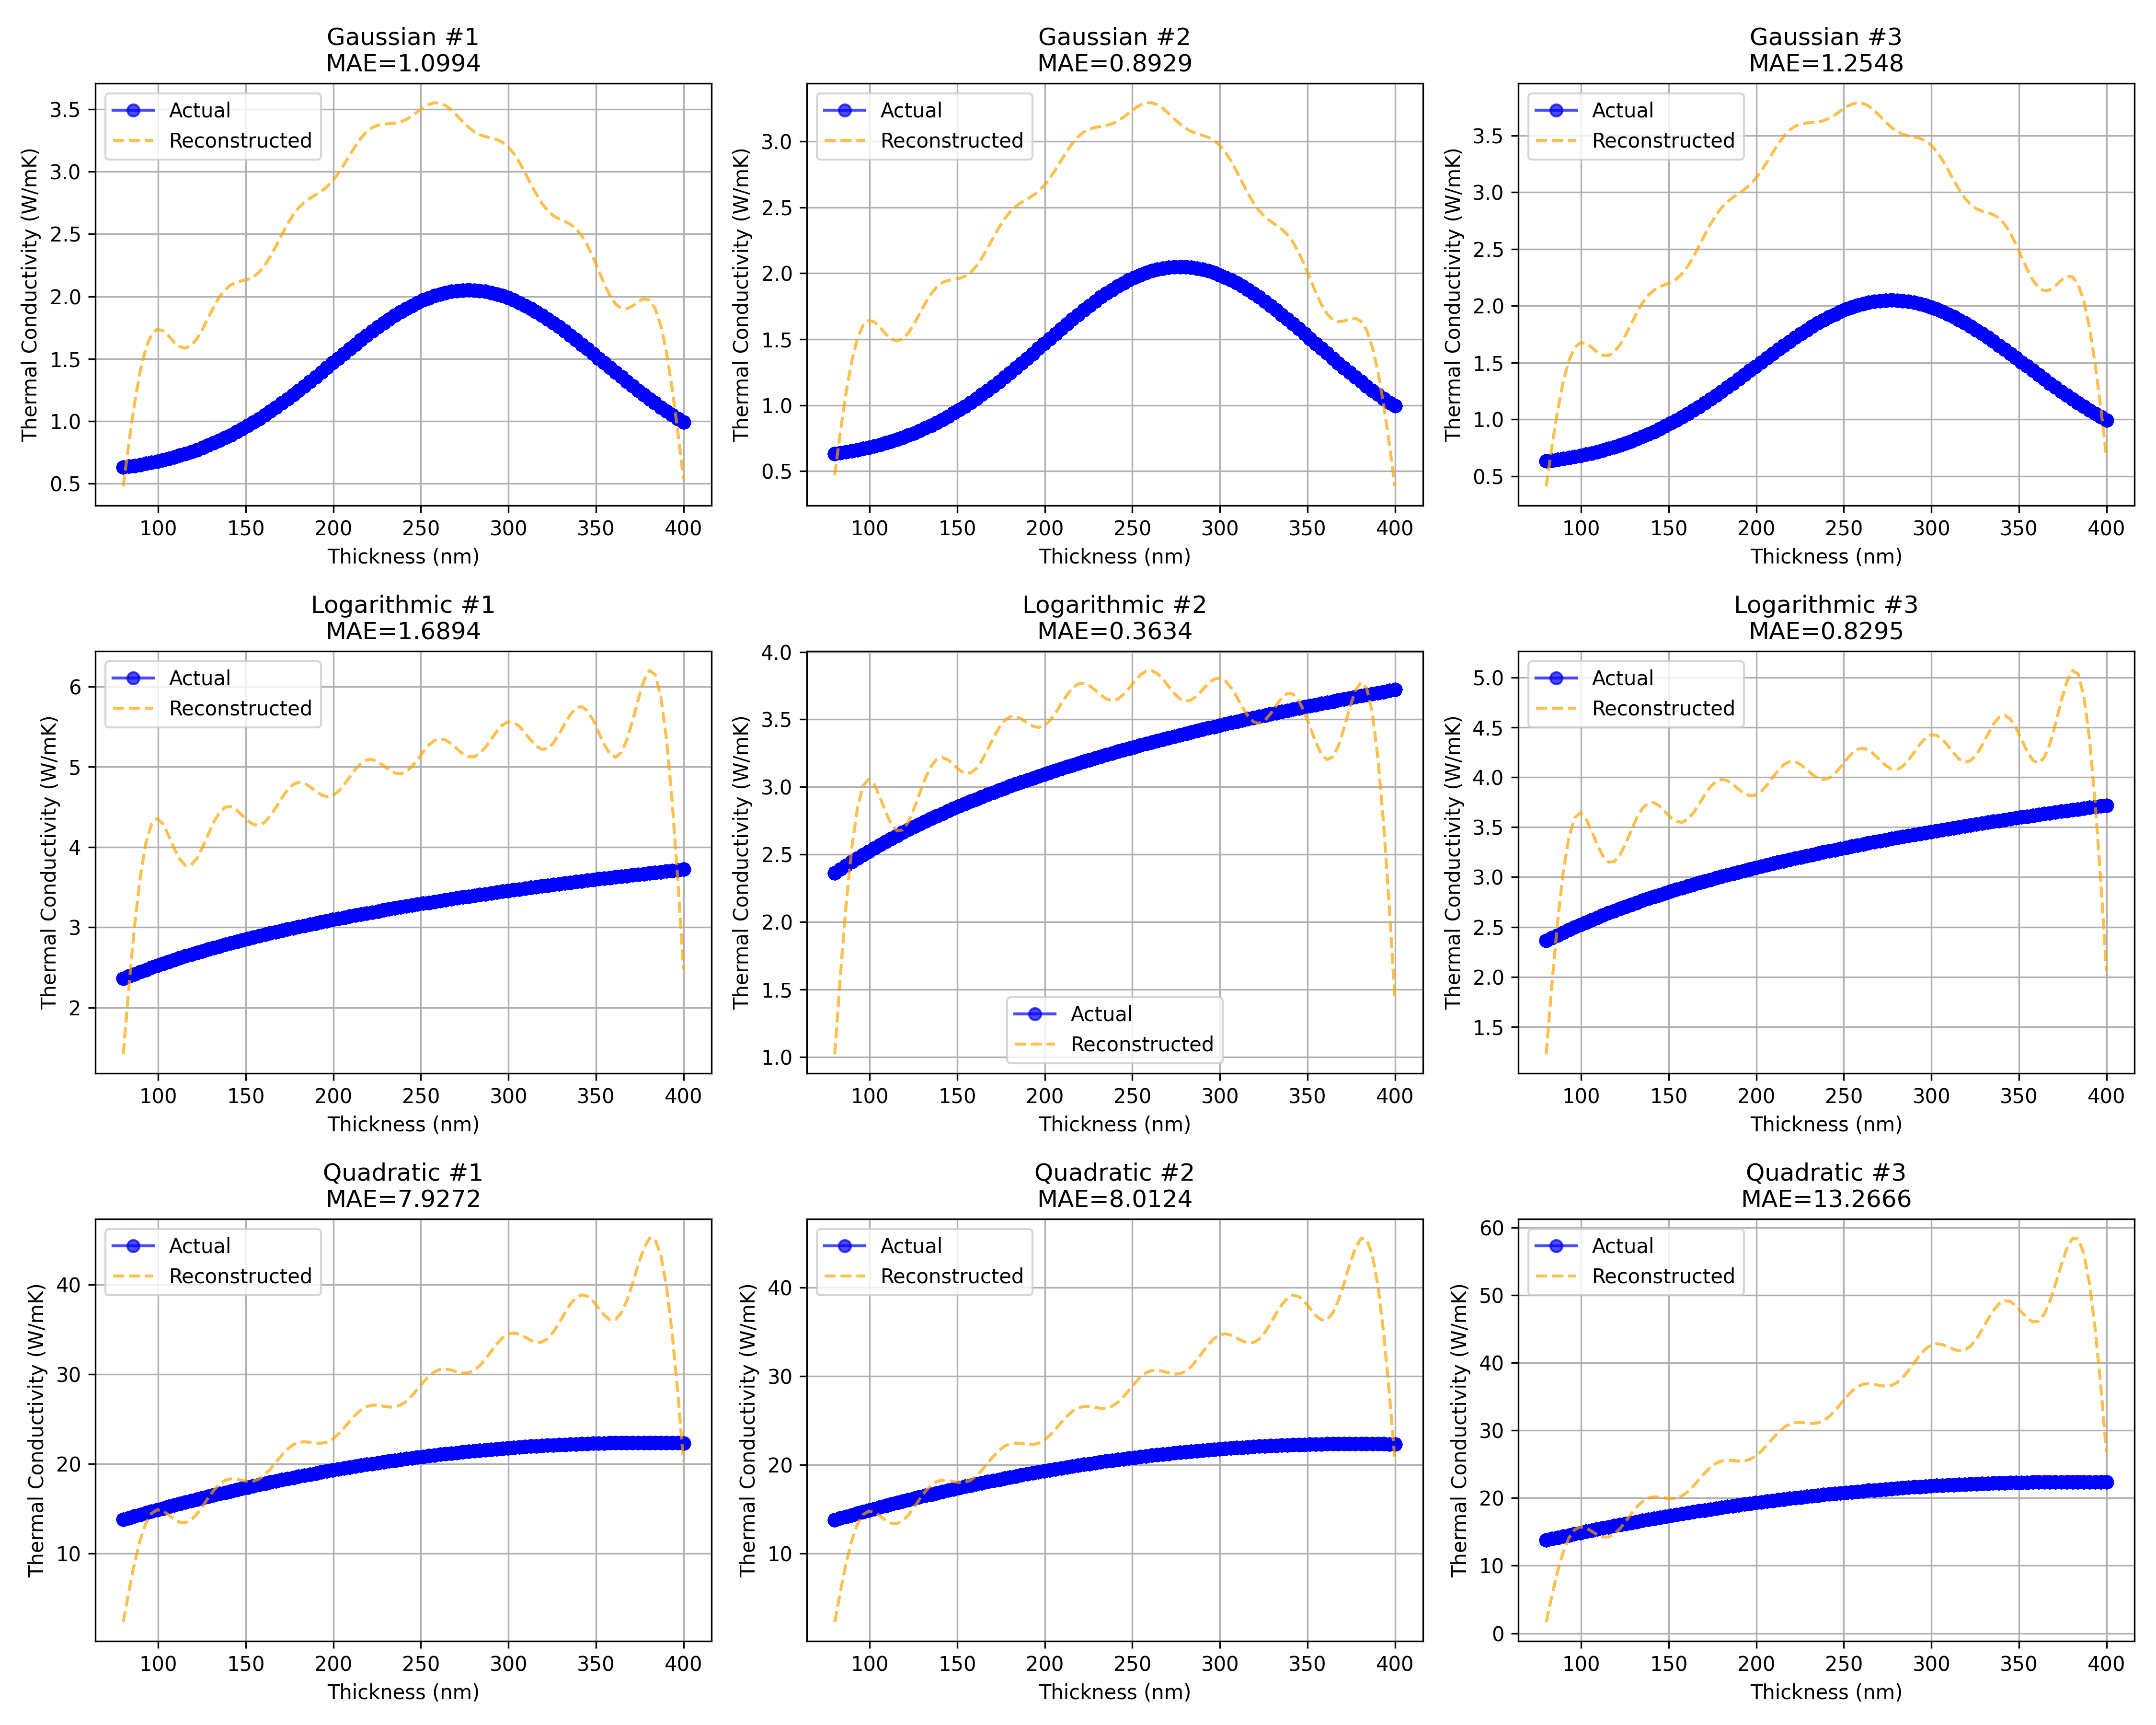 Gaussian #1
MAE=1.0994
Actual
Reconstructed
Thermal Conductivity (W/mK)
3.5
3.0
2.5
2.0
1.5
1.0
0.5
100 150 200 250 300 350 400
Thickness (nm)
Gaussian #2
MAE=0.8929
Actual
Reconstructed
Thermal Conductivity (W/mK)
3.0
2.5
2.0
1.5
1.0
0.5
100 150 200 250 300 350 400
Thickness (nm)
Gaussian #3
MAE=1.2548
Actual
Reconstructed
Thermal Conductivity (W/mK)
3.5
3.0
2.5
2.0
1.5
1.0
0.5
100 150 200 250 300 350 400
Thickness (nm)
Logarithmic #1
MAE=1.6894
Actual
Reconstructed
Thermal Conductivity (W/mK)
6
5
4
3
2
100 150 200 250 300 350 400
Thickness (nm)
Logarithmic #2
MAE=0.3634
Thermal Conductivity (W/mK)
4.0
3.5
3.0
2.5
2.0
1.5
1.0
Actual
Reconstructed
100 150 200 250 300 350 400
Thickness (nm)
Logarithmic #3
MAE=0.8295
Actual
Reconstructed
Thermal Conductivity (W/mK)
5.0
4.5
4.0
3.5
3.0
2.5
2.0
1.5
100 150 200 250 300 350 400
Thickness (nm)
Quadratic #1
MAE=7.9272
Actual
Reconstructed
Thermal Conductivity (W/mK)
40
30
20
10
100 150 200 250 300 350 400
Thickness (nm)
Quadratic #2
MAE=8.0124
Actual
Reconstructed
Thermal Conductivity (W/mK)
40
30
20
10
100 150 200 250 300 350 400
Thickness (nm)
Quadratic #3
MAE=13.2666
Actual
Reconstructed
Thermal Conductivity (W/mK)
60
50
40
30
20
10
0
100 150 200 250 300 350 400
Thickness (nm)